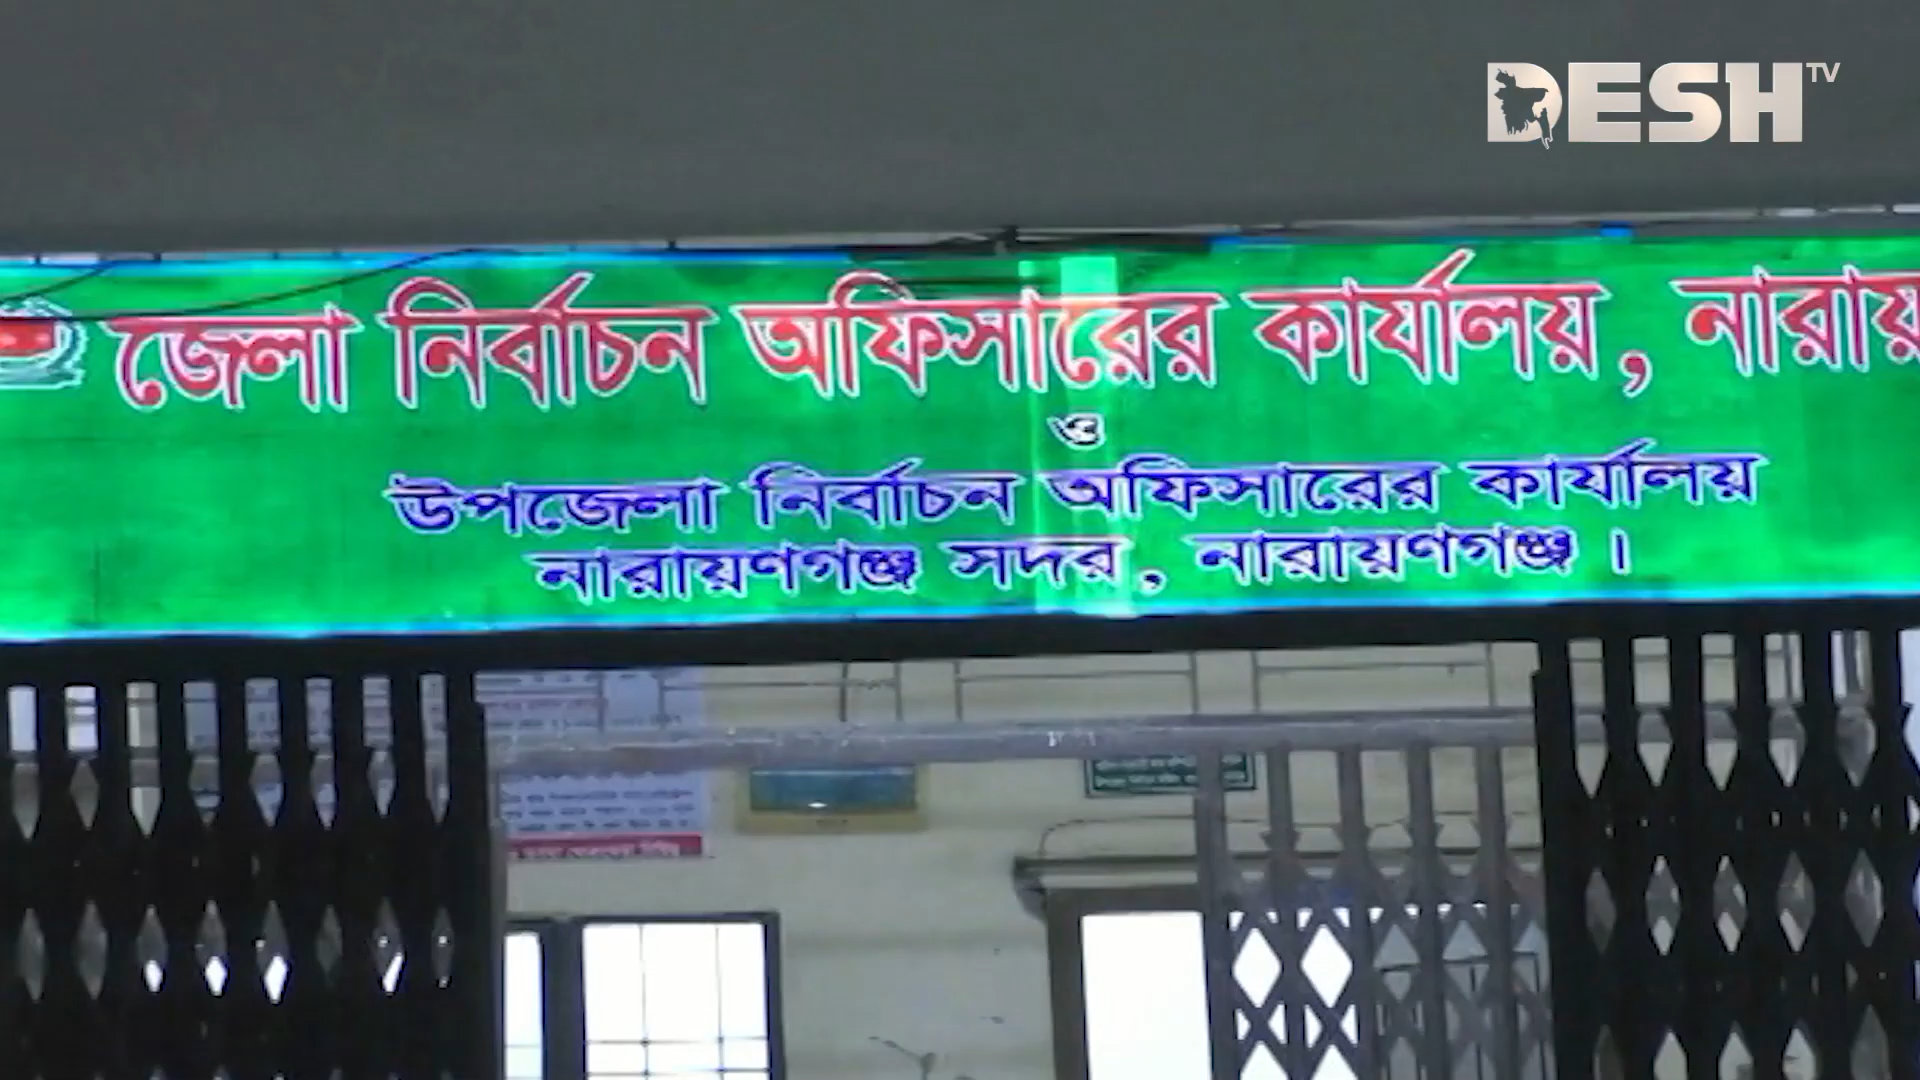 DESH TV
জেলা নির্বাচন অফিসারের কার্যালয়, নারায়
ও
উপজেলা নির্বাচন অফিসারের কার্যালয়
নারায়ণগঞ্জ সদর, নারায়ণগঞ্জ ।